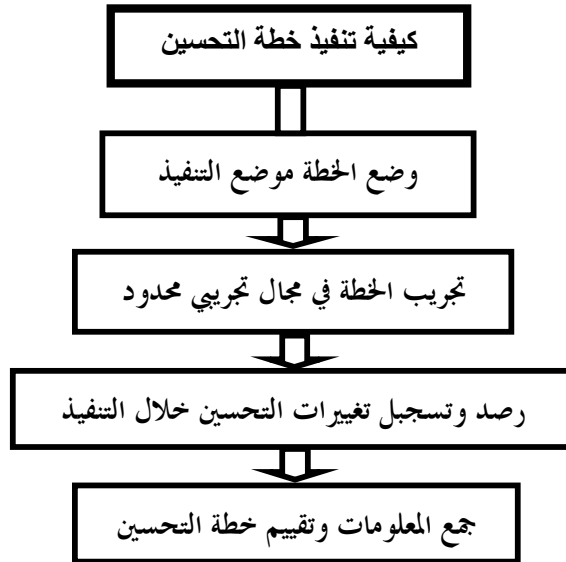 كيفية تنفيذ خطة التحسين
وضع الخطة موضع التنفيذ
تجريب الخطة في مجال تجريبي محدود
رصد وتسجبل تغييرات التحسين خلال التنفيذ
جمع المعلومات وتقييم خطة التحسين